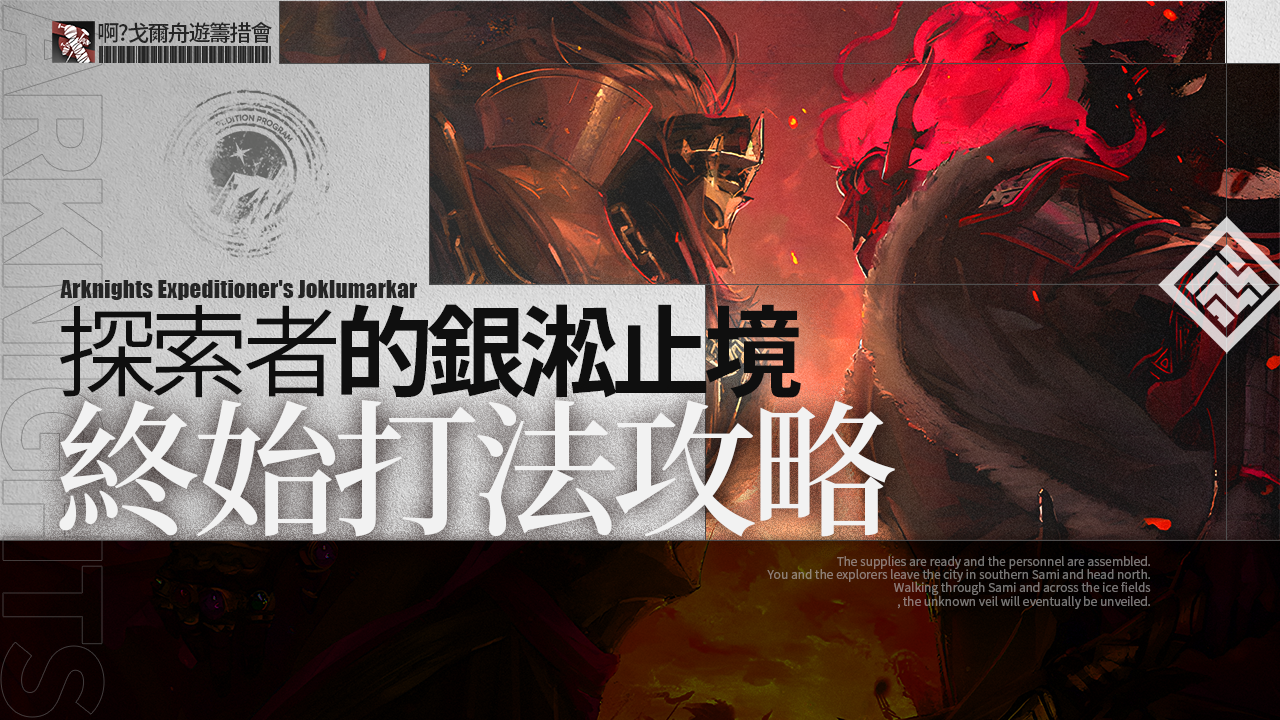 啊?戈爾舟遊籌措會
EDITION PROGRAM
Arknights Expeditioner's Joklumarkar
探索者的銀淞止境
終始打法攻略
The supplies are ready and the personnel are assembled.
You and the explorers leave the city in southern Sami and head north.
Walking through Sami and across the ice fields
, the unknown veil will eventually be unveiled.
ARKNIGHTS